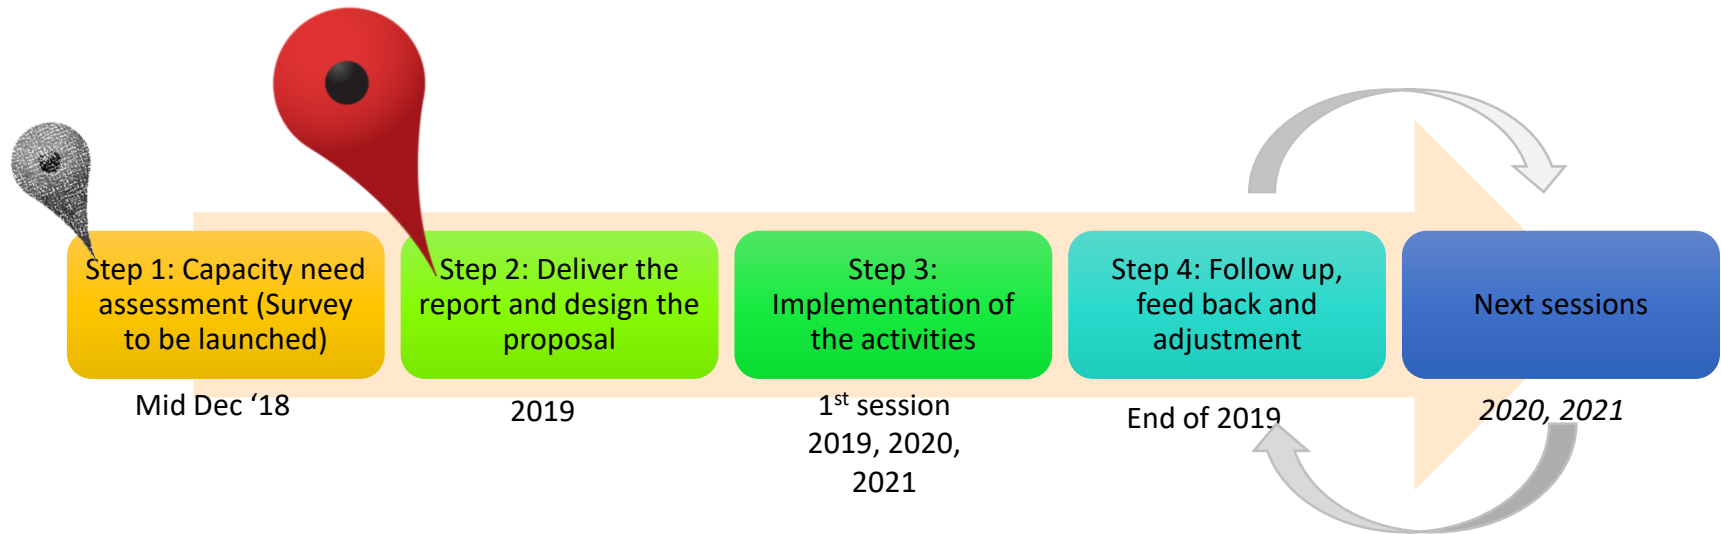 Step 1: Capacity need
assessment (Survey
to be launched)
Mid Dec ‘18
Step 2: Deliver the
report and design the
proposal
2019
Step 3:
Implementation of
the activities
1st session
2019, 2020,
2021
Step 4: Follow up,
feed back and
adjustment
End of 2019
Next sessions
2020, 2021